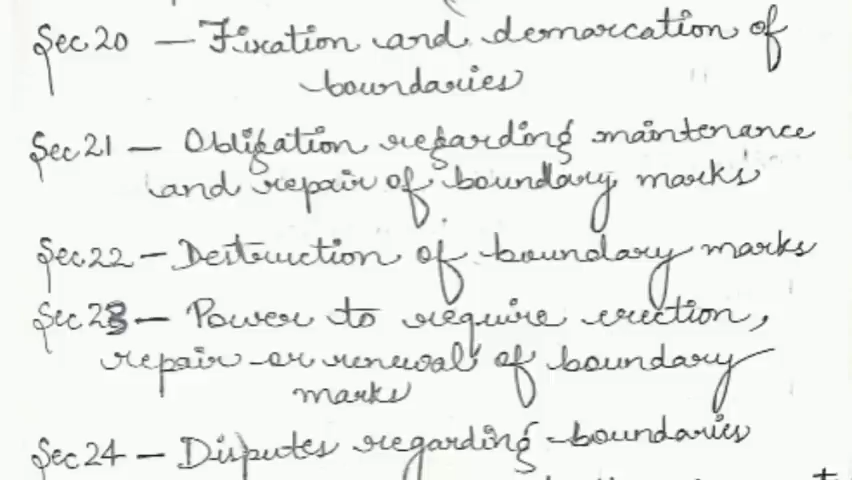 Sec 20 — Fixation and demarcation of
boundaries
Sec 21 — Obligation regarding maintenance
and repair of boundary marks
Sec 22 — Destruction of boundary marks
Sec 23 — Power to require erection,
repair or renewal of boundary
marks
Sec 24 — Disputes regarding boundaries